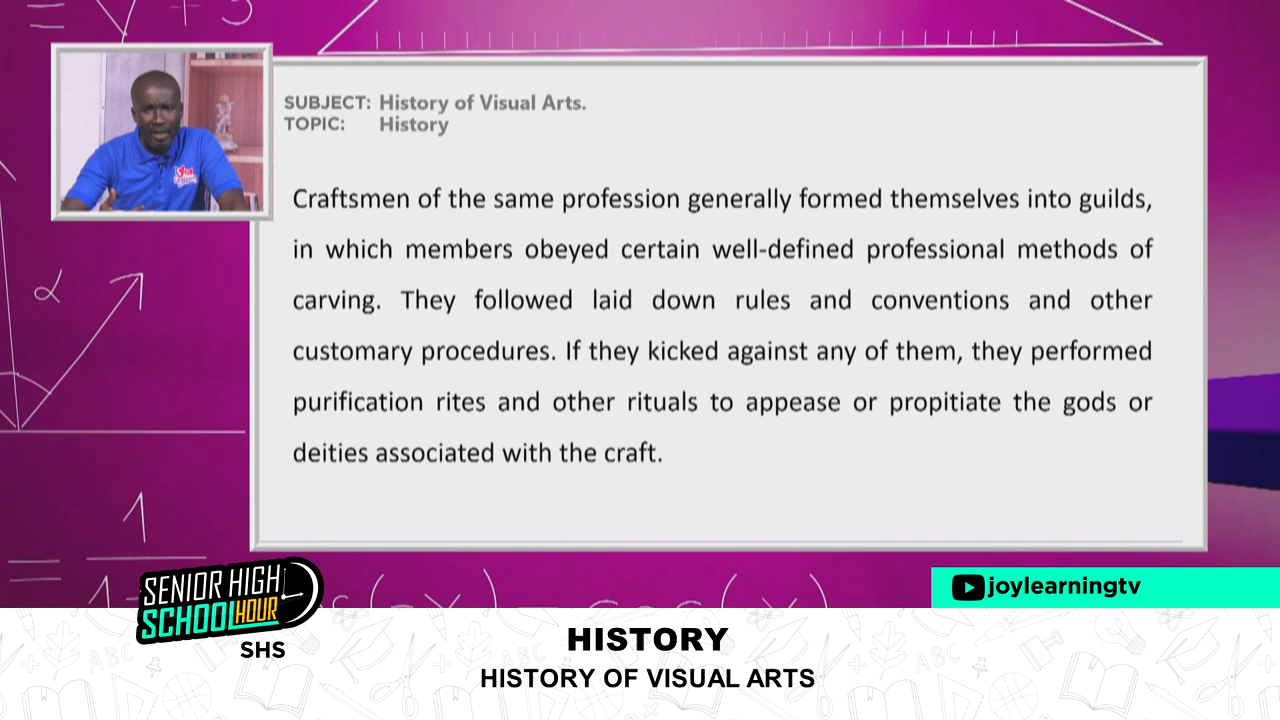 SUBJECT: History of Visual Arts.
TOPIC: History
Craftsmen of the same profession generally formed themselves into guilds,
in which members obeyed certain well-defined professional methods of
carving. They followed laid down rules and conventions and other
customary procedures. If they kicked against any of them, they performed
purification rites and other rituals to appease or propitiate the gods or
deities associated with the craft.
SENIOR HIGH
SCHOOL HOUR
SHS
joylearningtv
HISTORY
HISTORY OF VISUAL ARTS